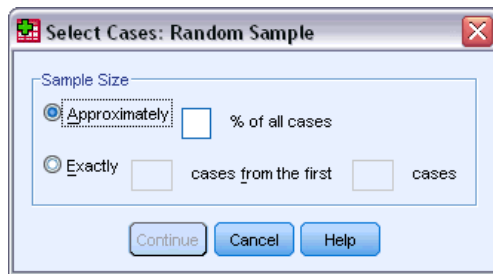 Select Cases: Random Sample
Sample Size
Approximately % of all cases
Exactly cases from the first cases
Continue Cancel Help